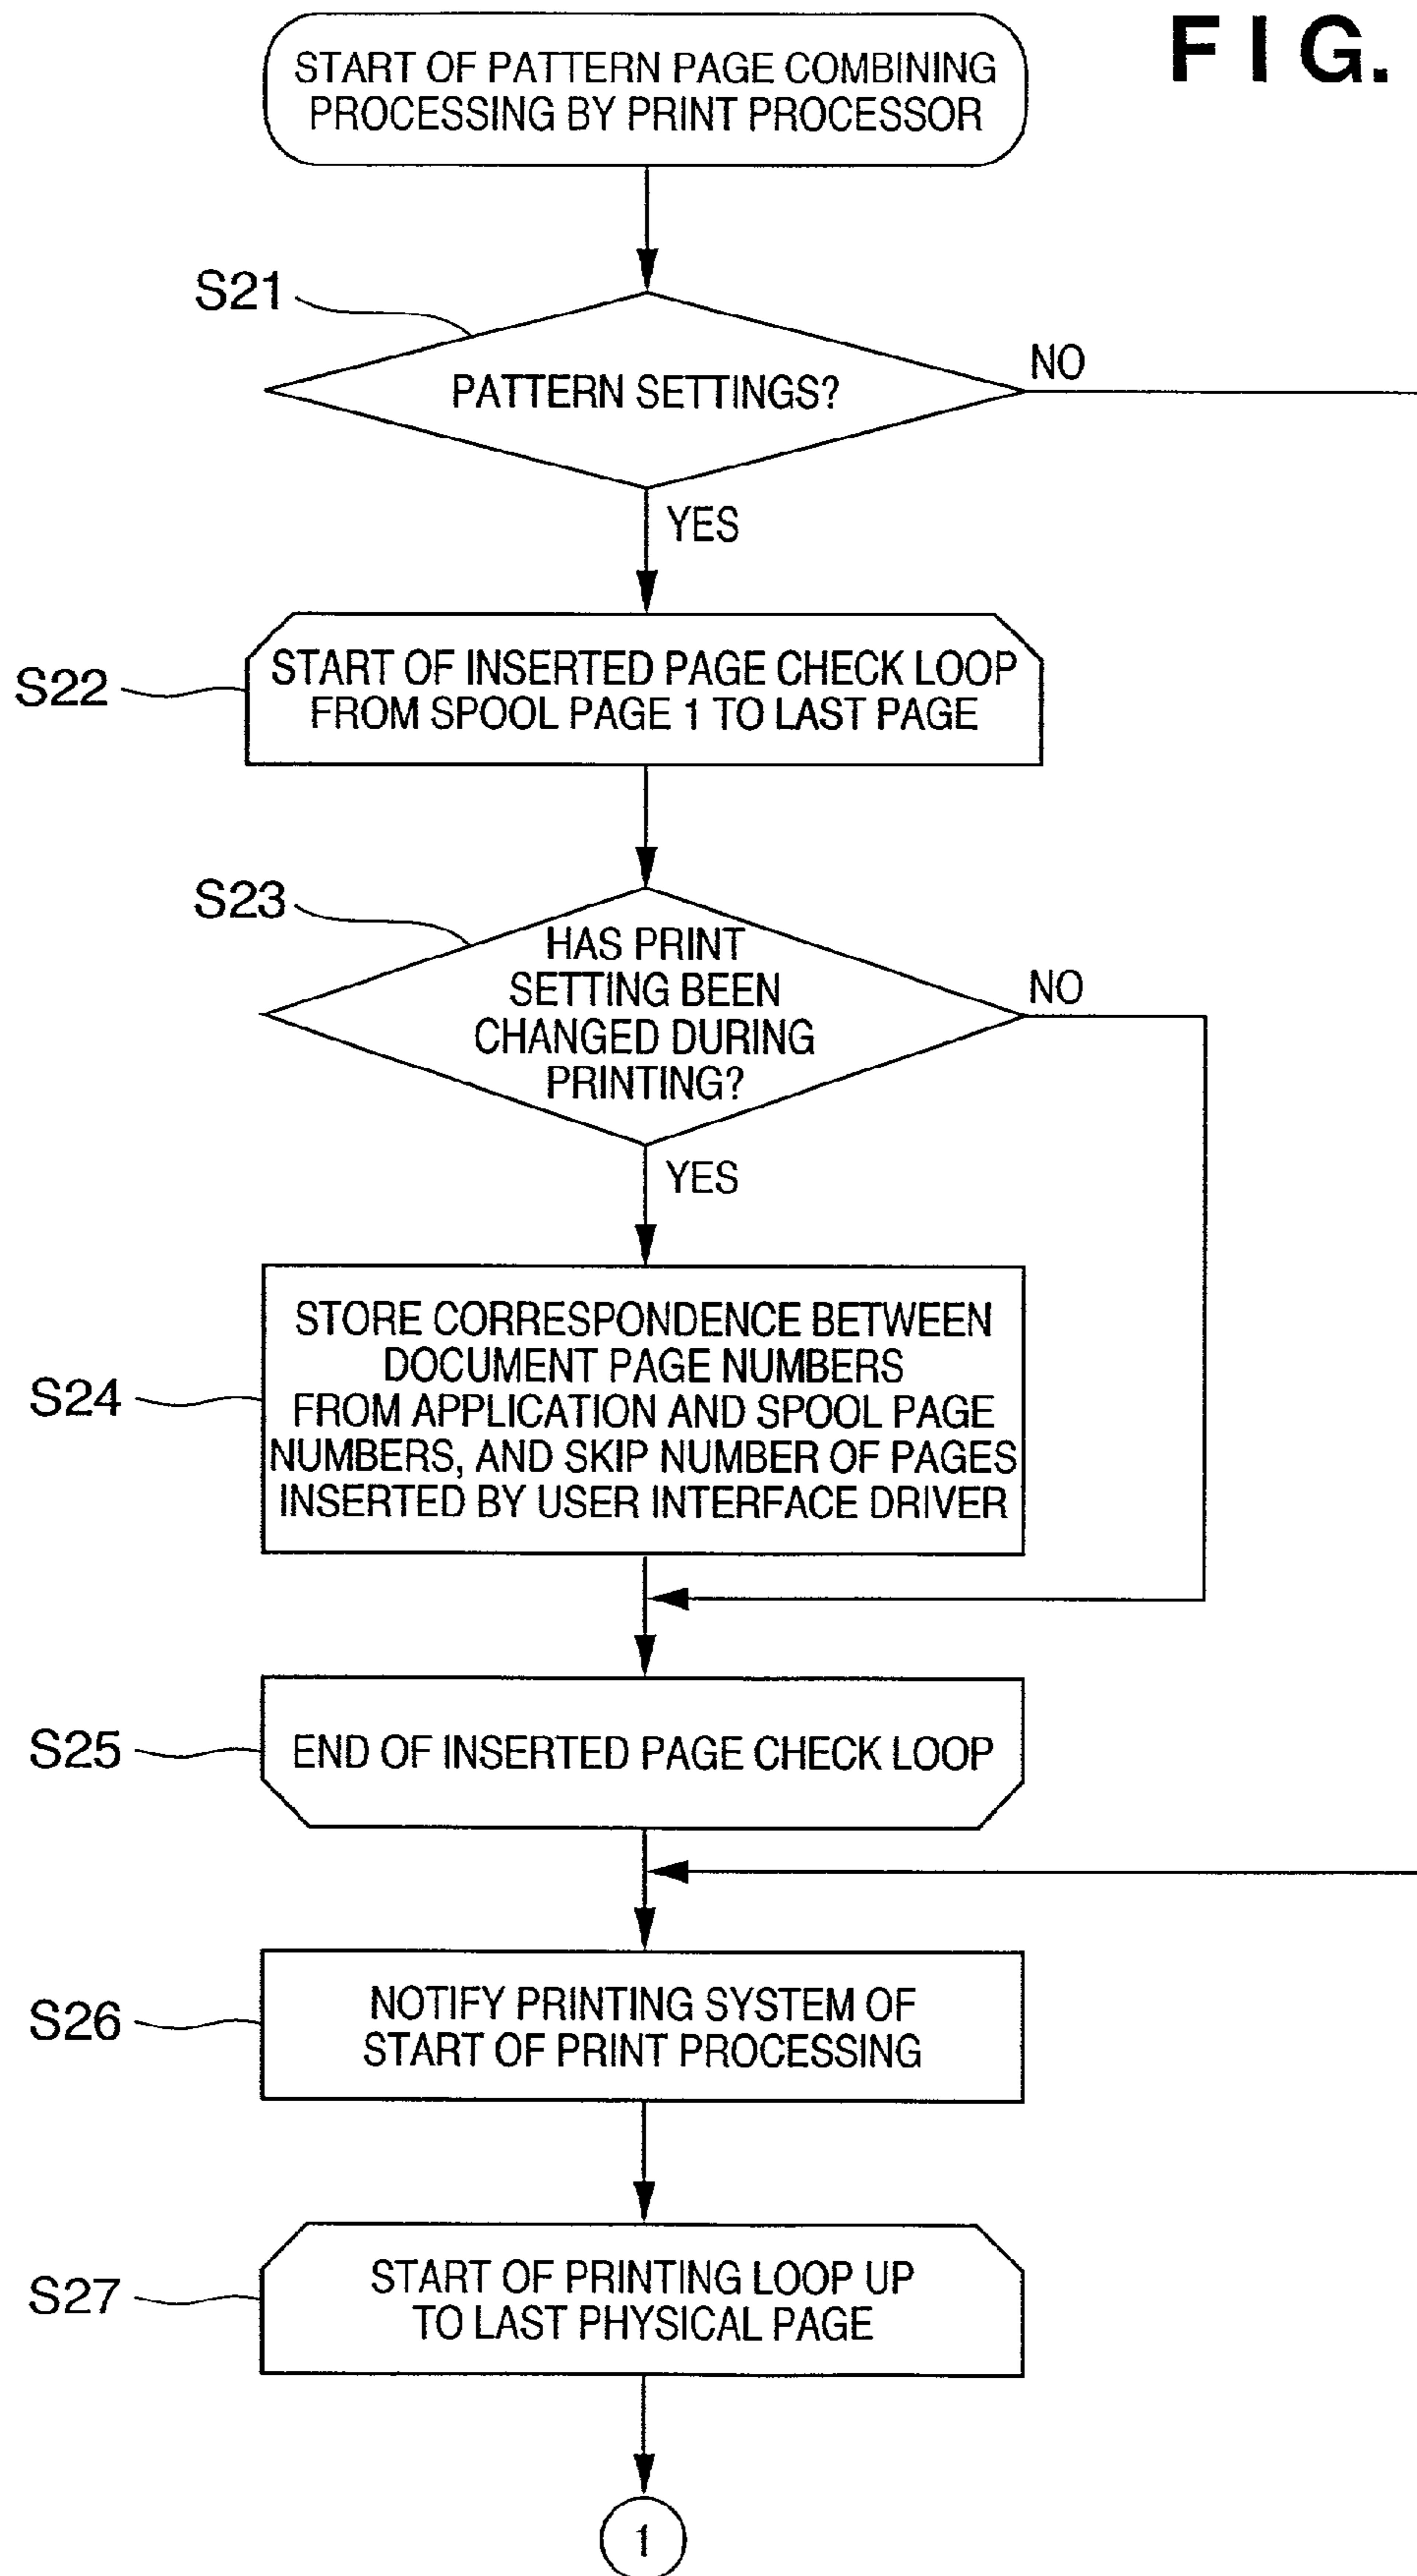 FIG.
START OF PATTERN PAGE COMBINING
PROCESSING BY PRINT PROCESSOR
S21
PATTERN SETTINGS?
NO
YES
S22
START OF INSERTED PAGE CHECK LOOP
FROM SPOOL PAGE 1 TO LAST PAGE
S23
HAS PRINT
SETTING BEEN
CHANGED DURING
PRINTING?
NO
YES
S24
STORE CORRESPONDENCE BETWEEN
DOCUMENT PAGE NUMBERS
FROM APPLICATION AND SPOOL PAGE
NUMBERS, AND SKIP NUMBER OF PAGES
INSERTED BY USER INTERFACE DRIVER
S25
END OF INSERTED PAGE CHECK LOOP
S26
NOTIFY PRINTING SYSTEM OF
START OF PRINT PROCESSING
S27
START OF PRINTING LOOP UP
TO LAST PHYSICAL PAGE
1